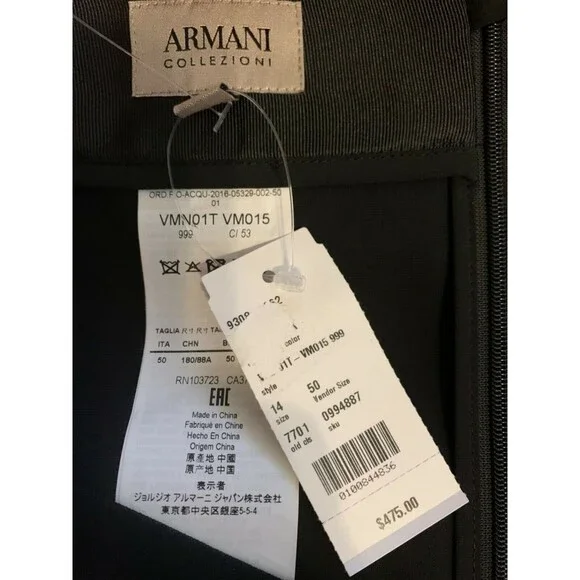 ARMANI
COLLEZIONI
ORD.F.O-ACQU-2016-05329-002-50
01
VMN01T VM015
999 C/ 53
TAGLIA
ITA CHN
50 180/88A 50
RN103723
EAC
Made in China
Fabriqué en Chine
Hecho En China
Origem China
原產地 中國
原产地 中国
表示者
ジョルジオ アルマーニ ジャパン株式会社
東京都中央区銀座5-5-4
color
01T-VM015 999
style
14 50
size Vendor Size
7701 0994887
old cls sku
0100844836
$475.00